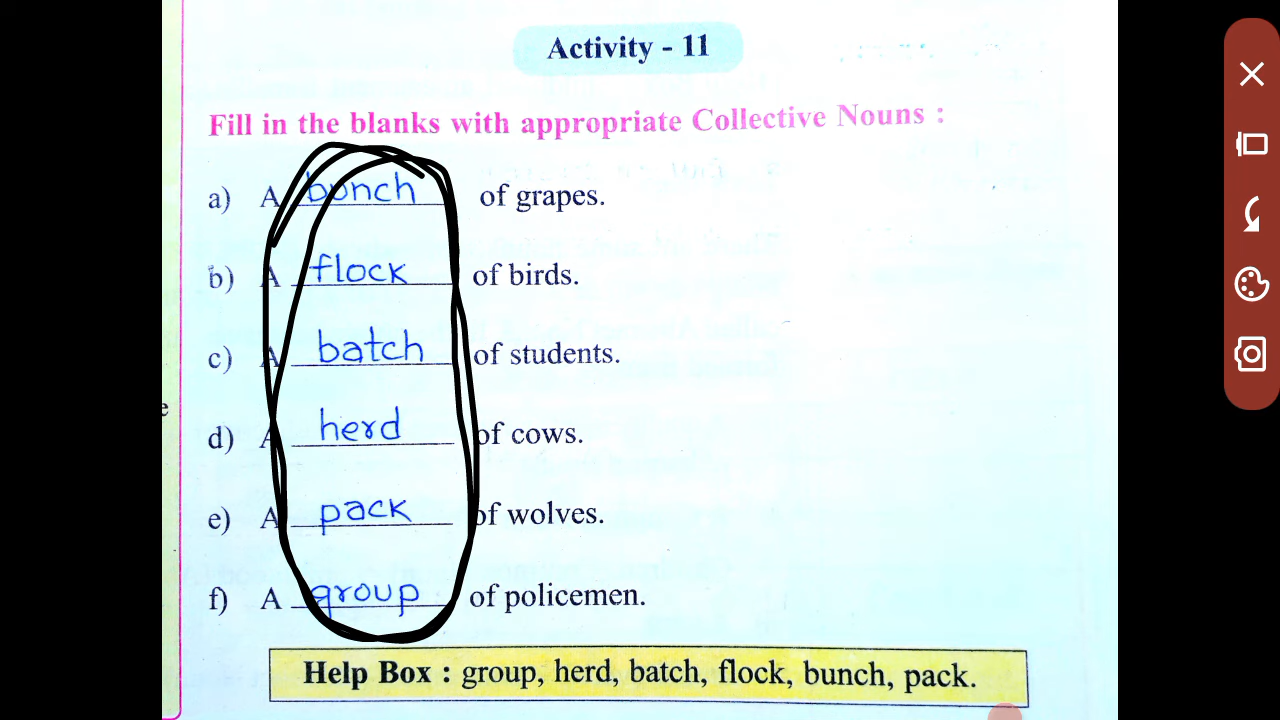 Activity - 11
Fill in the blanks with appropriate Collective Nouns :
a) A bunch of grapes.
b) A flock of birds.
c) A batch of students.
d) A herd of cows.
e) A pack of wolves.
f) A group of policemen.
Help Box : group, herd, batch, flock, bunch, pack.